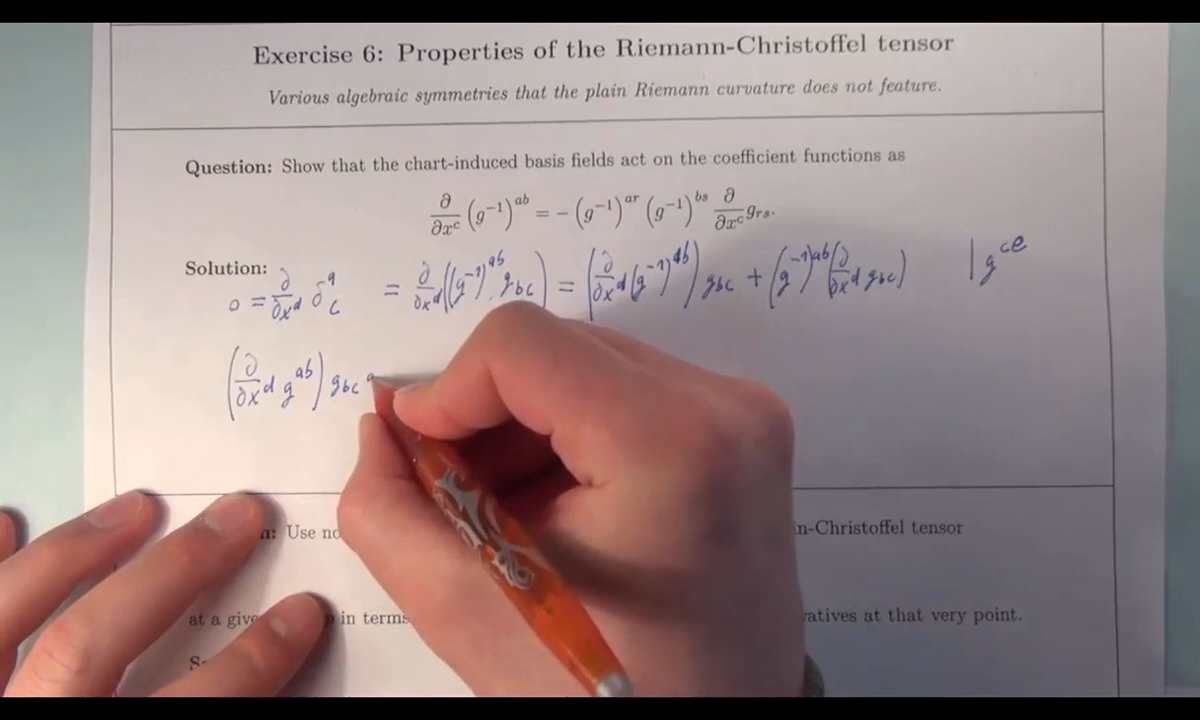 Exercise 6: Properties of the Riemann-Christoffel tensor
Various algebraic symmetries that the plain Riemann curvature does not feature.
Question: Show that the chart-induced basis fields act on the coefficient functions as
∂/∂x^c (g^{-1})^{ab} = − (g^{-1})^{ar} (g^{-1})^{bs} ∂/∂x^c g_{rs}.
Solution:
0 = ∂/∂x^d δ^a_c = ∂/∂x^d ((g^{-1})^{ab} g_{bc}) = (∂/∂x^d (g^{-1})^{ab}) g_{bc} + (g^{-1})^{ab} (∂/∂x^d g_{bc}) | g^{ce}
(∂/∂x^d g^{ab}) g_{bc}
: Use
n-Christoffel tensor
at a in terms
atives at that very point.